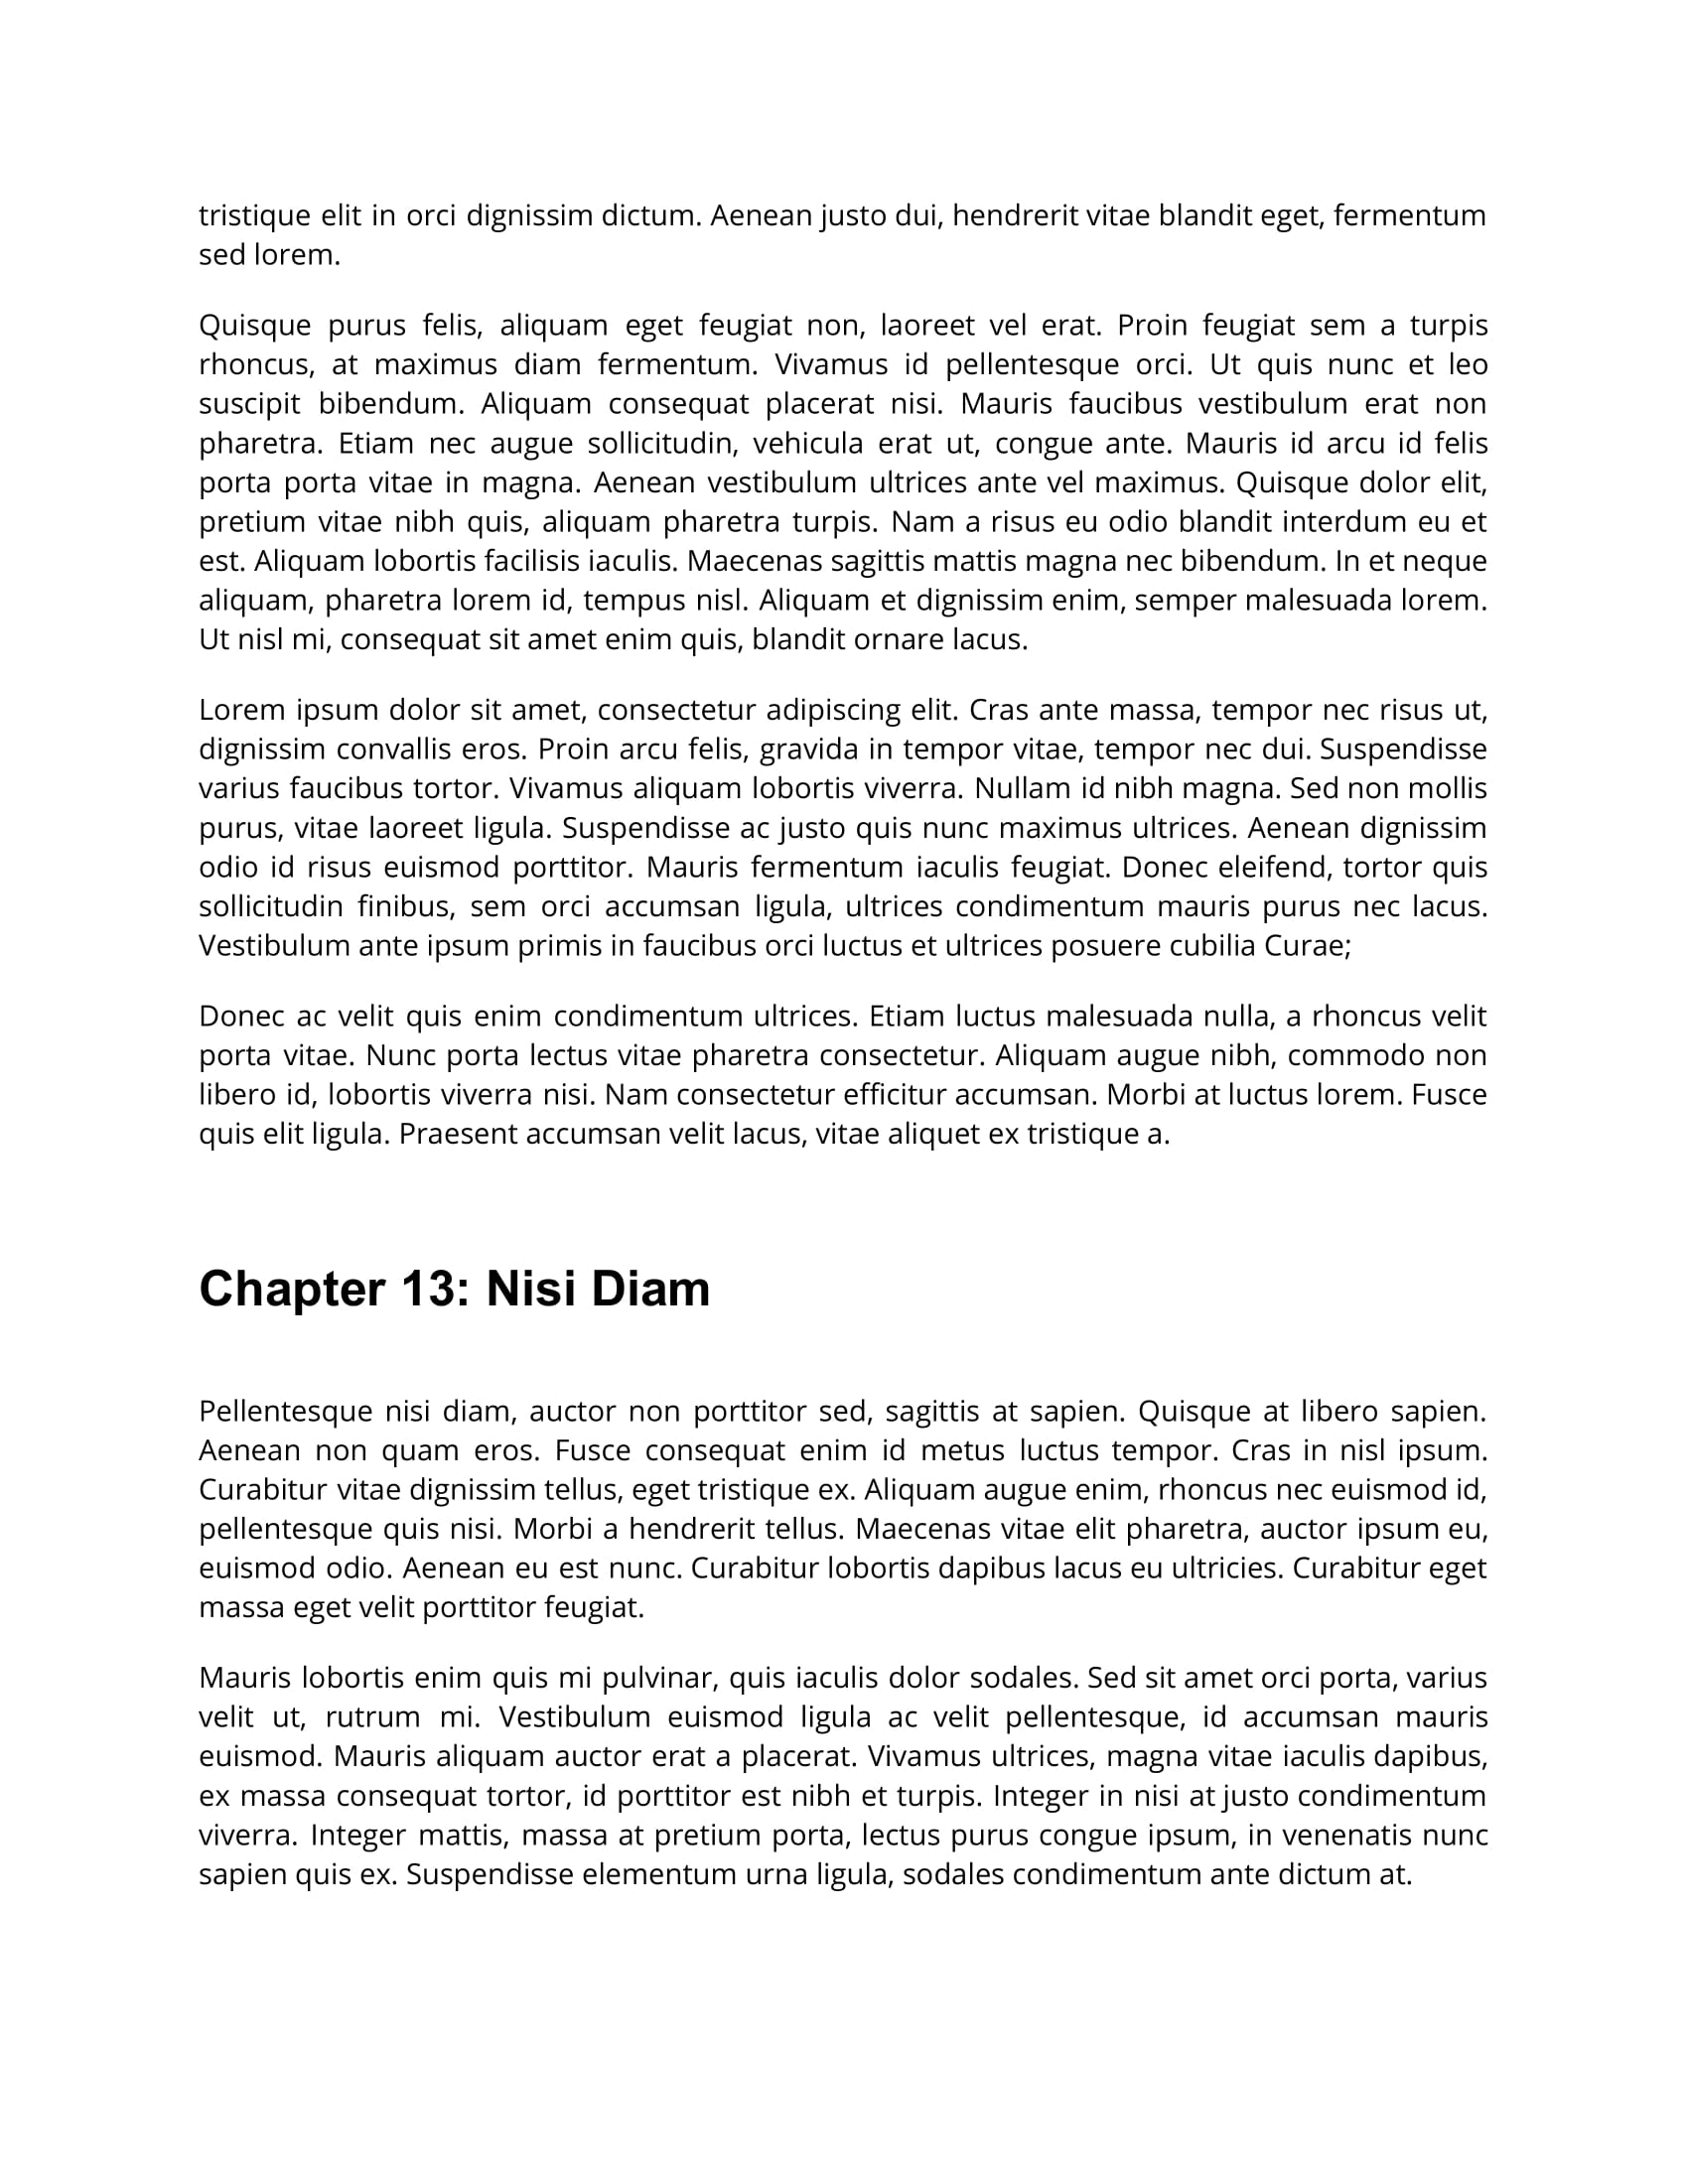 tristique elit in orci dignissim dictum. Aenean justo dui, hendrerit vitae blandit eget, fermentum
sed lorem.
Quisque purus felis, aliquam eget feugiat non, laoreet vel erat. Proin feugiat sem a turpis
rhoncus, at maximus diam fermentum. Vivamus id pellentesque orci. Ut quis nunc et leo
suscipit bibendum. Aliquam consequat placerat nisi. Mauris faucibus vestibulum erat non
pharetra. Etiam nec augue sollicitudin, vehicula erat ut, congue ante. Mauris id arcu id felis
porta porta vitae in magna. Aenean vestibulum ultrices ante vel maximus. Quisque dolor elit,
pretium vitae nibh quis, aliquam pharetra turpis. Nam a risus eu odio blandit interdum eu et
est. Aliquam lobortis facilisis iaculis. Maecenas sagittis mattis magna nec bibendum. In et neque
aliquam, pharetra lorem id, tempus nisl. Aliquam et dignissim enim, semper malesuada lorem.
Ut nisl mi, consequat sit amet enim quis, blandit ornare lacus.
Lorem ipsum dolor sit amet, consectetur adipiscing elit. Cras ante massa, tempor nec risus ut,
dignissim convallis eros. Proin arcu felis, gravida in tempor vitae, tempor nec dui. Suspendisse
varius faucibus tortor. Vivamus aliquam lobortis viverra. Nullam id nibh magna. Sed non mollis
purus, vitae laoreet ligula. Suspendisse ac justo quis nunc maximus ultrices. Aenean dignissim
odio id risus euismod porttitor. Mauris fermentum iaculis feugiat. Donec eleifend, tortor quis
sollicitudin finibus, sem orci accumsan ligula, ultrices condimentum mauris purus nec lacus.
Vestibulum ante ipsum primis in faucibus orci luctus et ultrices posuere cubilia Curae;
Donec ac velit quis enim condimentum ultrices. Etiam luctus malesuada nulla, a rhoncus velit
porta vitae. Nunc porta lectus vitae pharetra consectetur. Aliquam augue nibh, commodo non
libero id, lobortis viverra nisi. Nam consectetur efficitur accumsan. Morbi at luctus lorem. Fusce
quis elit ligula. Praesent accumsan velit lacus, vitae aliquet ex tristique a.
Chapter 13: Nisi Diam
Pellentesque nisi diam, auctor non porttitor sed, sagittis at sapien. Quisque at libero sapien.
Aenean non quam eros. Fusce consequat enim id metus luctus tempor. Cras in nisl ipsum.
Curabitur vitae dignissim tellus, eget tristique ex. Aliquam augue enim, rhoncus nec euismod id,
pellentesque quis nisi. Morbi a hendrerit tellus. Maecenas vitae elit pharetra, auctor ipsum eu,
euismod odio. Aenean eu est nunc. Curabitur lobortis dapibus lacus eu ultricies. Curabitur eget
massa eget velit porttitor feugiat.
Mauris lobortis enim quis mi pulvinar, quis iaculis dolor sodales. Sed sit amet orci porta, varius
velit ut, rutrum mi. Vestibulum euismod ligula ac velit pellentesque, id accumsan mauris
euismod. Mauris aliquam auctor erat a placerat. Vivamus ultrices, magna vitae iaculis dapibus,
ex massa consequat tortor, id porttitor est nibh et turpis. Integer in nisi at justo condimentum
viverra. Integer mattis, massa at pretium porta, lectus purus congue ipsum, in venenatis nunc
sapien quis ex. Suspendisse elementum urna ligula, sodales condimentum ante dictum at.